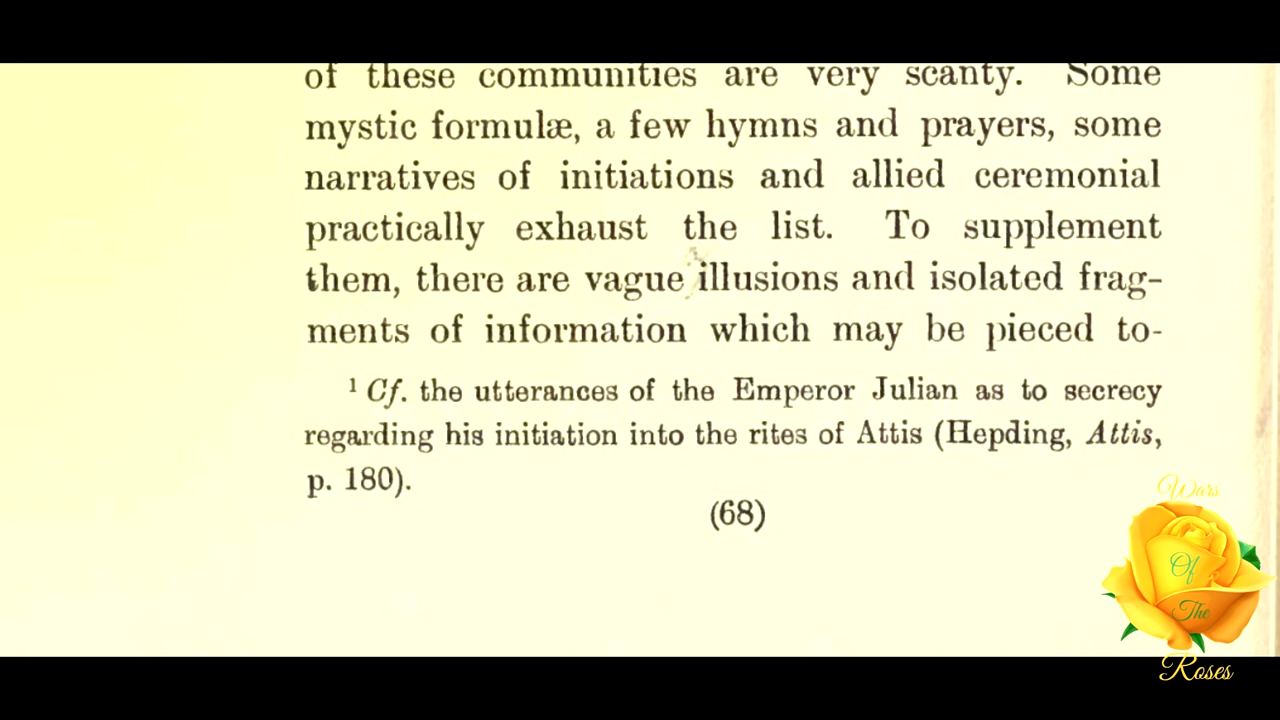 of these communities are very scanty. Some
mystic formulæ, a few hymns and prayers, some
narratives of initiations and allied ceremonial
practically exhaust the list. To supplement
them, there are vague illusions and isolated frag-
ments of information which may be pieced to-
¹ Cf. the utterances of the Emperor Julian as to secrecy
regarding his initiation into the rites of Attis (Hepding, Attis,
p. 180).
(68)
Wars
Of
The
Roses